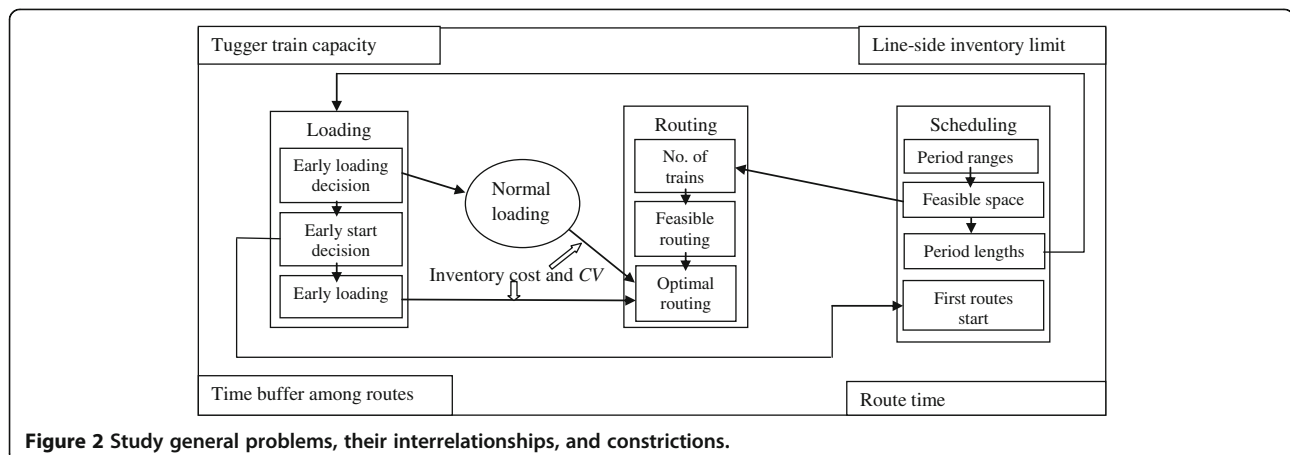 Tugger train capacity
Line-side inventory limit
Loading
Early loading
decision
Early start
decision
Early loading
Normal
loading
Inventory cost and CV
Routing
No. of
trains
Feasible
routing
Optimal
routing
Scheduling
Period ranges
Feasible space
Period lengths
First routes
start
Time buffer among routes
Route time
Figure 2 Study general problems, their interrelationships, and constrictions.